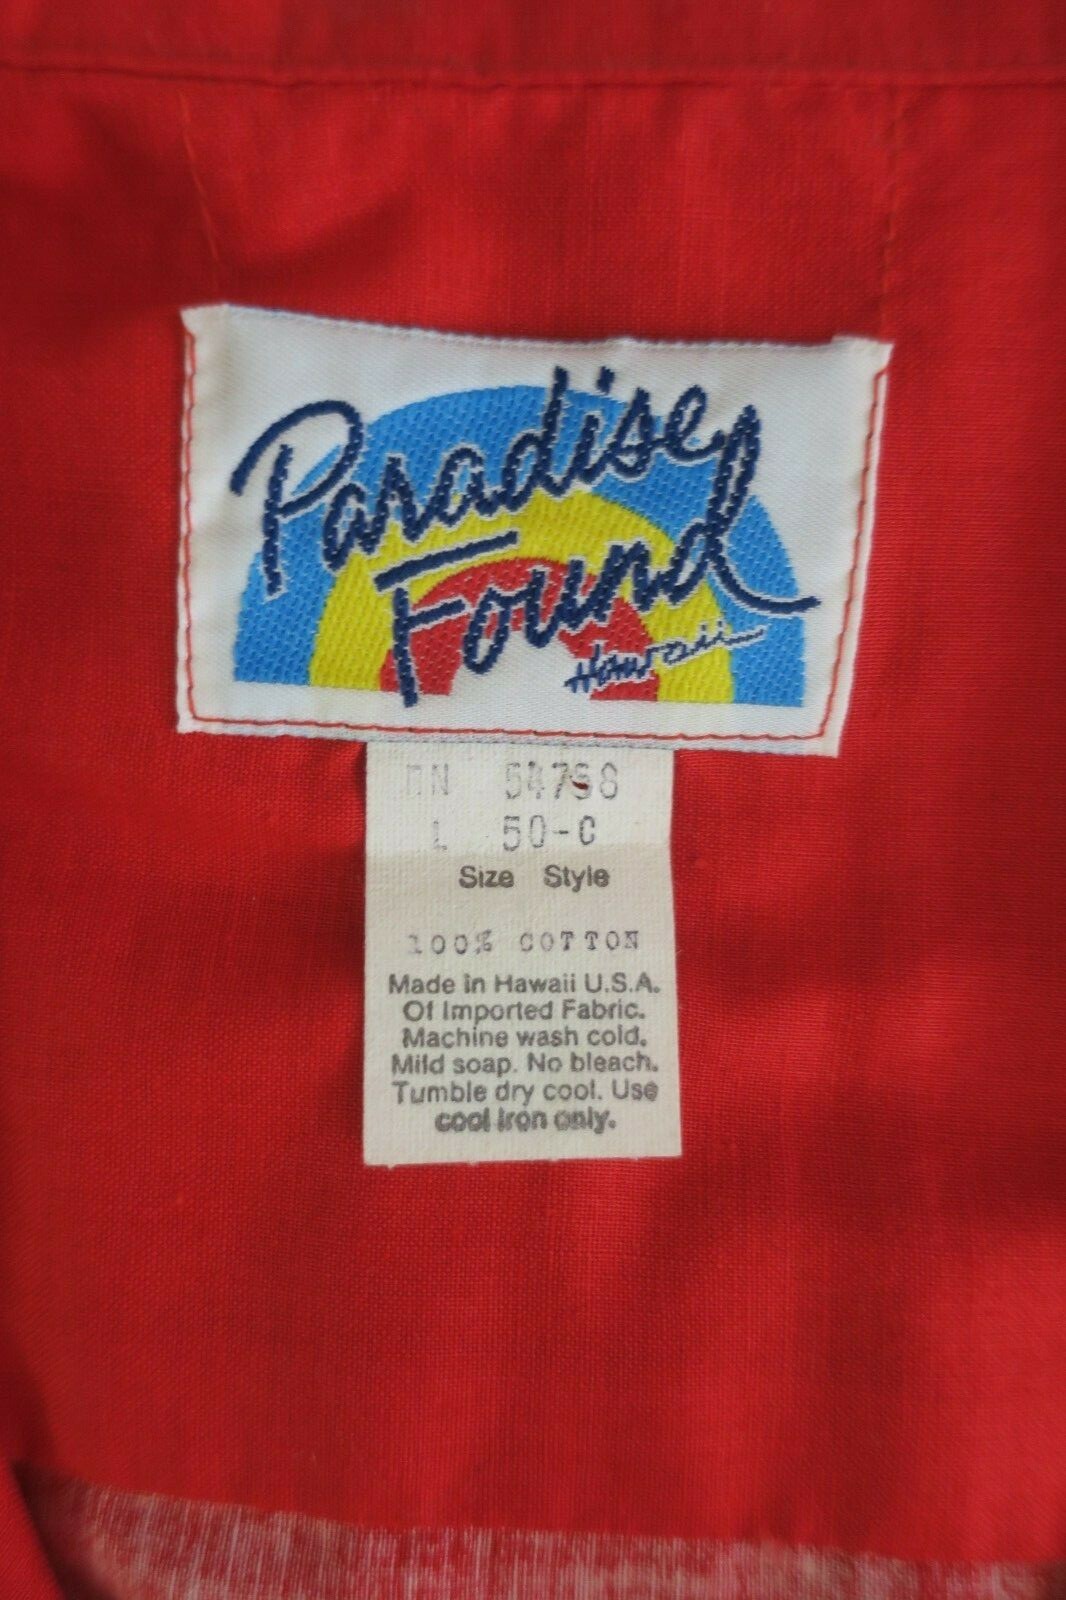 Paradise
Found
Hawaii
RN 54758
L 50-C
Size Style
100% COTTON
Made in Hawaii U.S.A.
Of Imported Fabric.
Machine wash cold.
Mild soap. No bleach.
Tumble dry cool. Use
cool iron only.